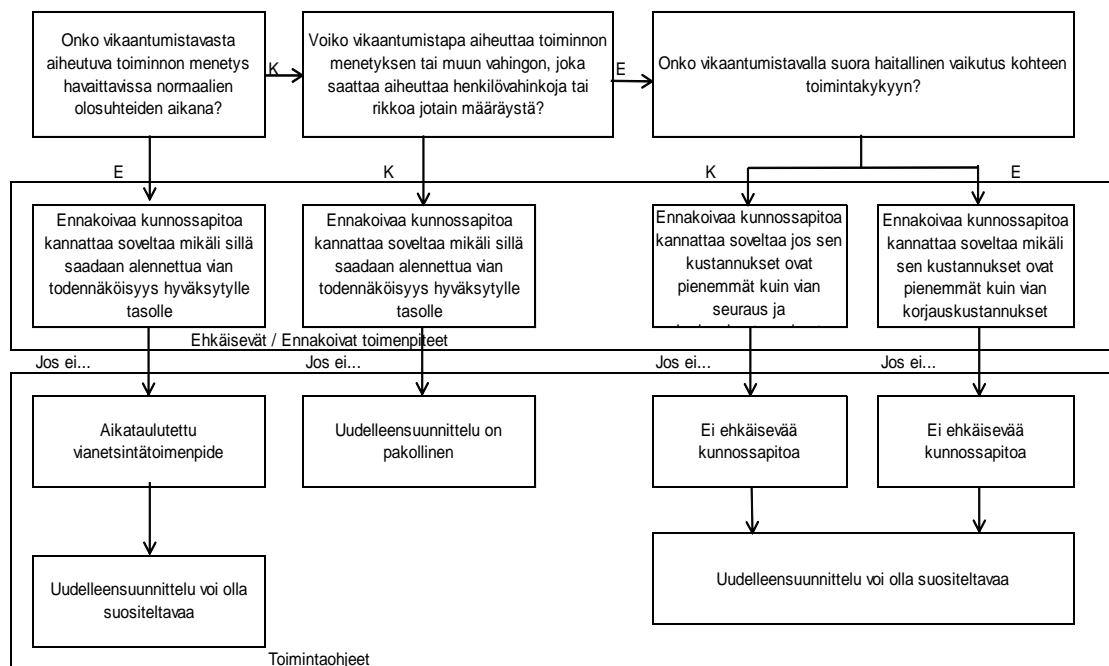 Onko vikaantumistavasta
aiheutuva toiminnon menetys
havaittavissa normaalien
olosuhteiden aikana?
K
Voiko vikaantumistapa aiheuttaa toiminnon
menetyksen tai muun vahingon, joka
saattaa aiheuttaa henkilövahinkoja tai
rikkoa jotain määräystä?
E
Onko vikaantumistavalla suora haitallinen vaikutus kohteen
toimintakykyyn?
E
K
K
E
Ennakoivaa kunnossapitoa
kannattaa soveltaa mikäli sillä
saadaan alennettua vian
todennäköisyys hyväksytylle
tasolle
Ennakoivaa kunnossapitoa
kannattaa soveltaa mikäli sillä
saadaan alennettua vian
todennäköisyys hyväksytylle
tasolle
Ennakoivaa kunnossapitoa
kannattaa soveltaa jos sen
kustannukset ovat
pienemmät kuin vian
seuraus ja
Ennakoivaa kunnossapitoa
kannattaa soveltaa mikäli
sen kustannukset ovat
pienemmät kuin vian
korjauskustannukset
Ehkäisevät / Ennakoivat toimenpiteet
Jos ei...
Jos ei...
Jos ei...
Jos ei...
Aikataulutettu
vianetsintätoimenpide
Uudelleensuunnittelu on
pakollinen
Ei ehkäisevää
kunnossapitoa
Ei ehkäisevää
kunnossapitoa
Uudelleensuunnittelu voi olla
suositeltavaa
Uudelleensuunnittelu voi olla suositeltavaa
Toimintaohjeet